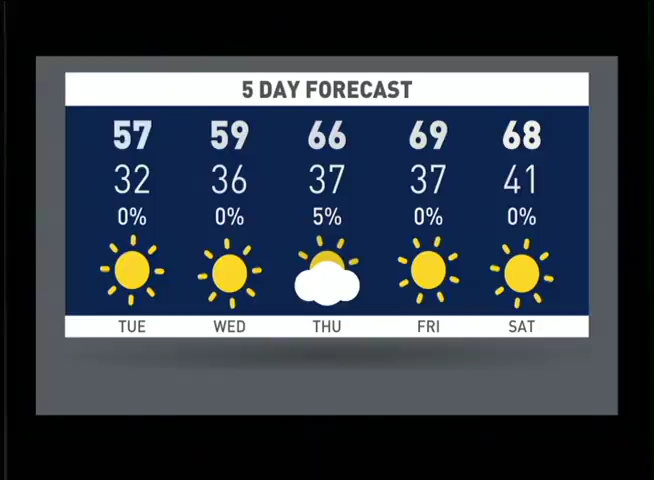 5 DAY FORECAST
57 59 66 69 68
32 36 37 37 41
0% 0% 5% 0% 0%
TUE WED THU FRI SAT